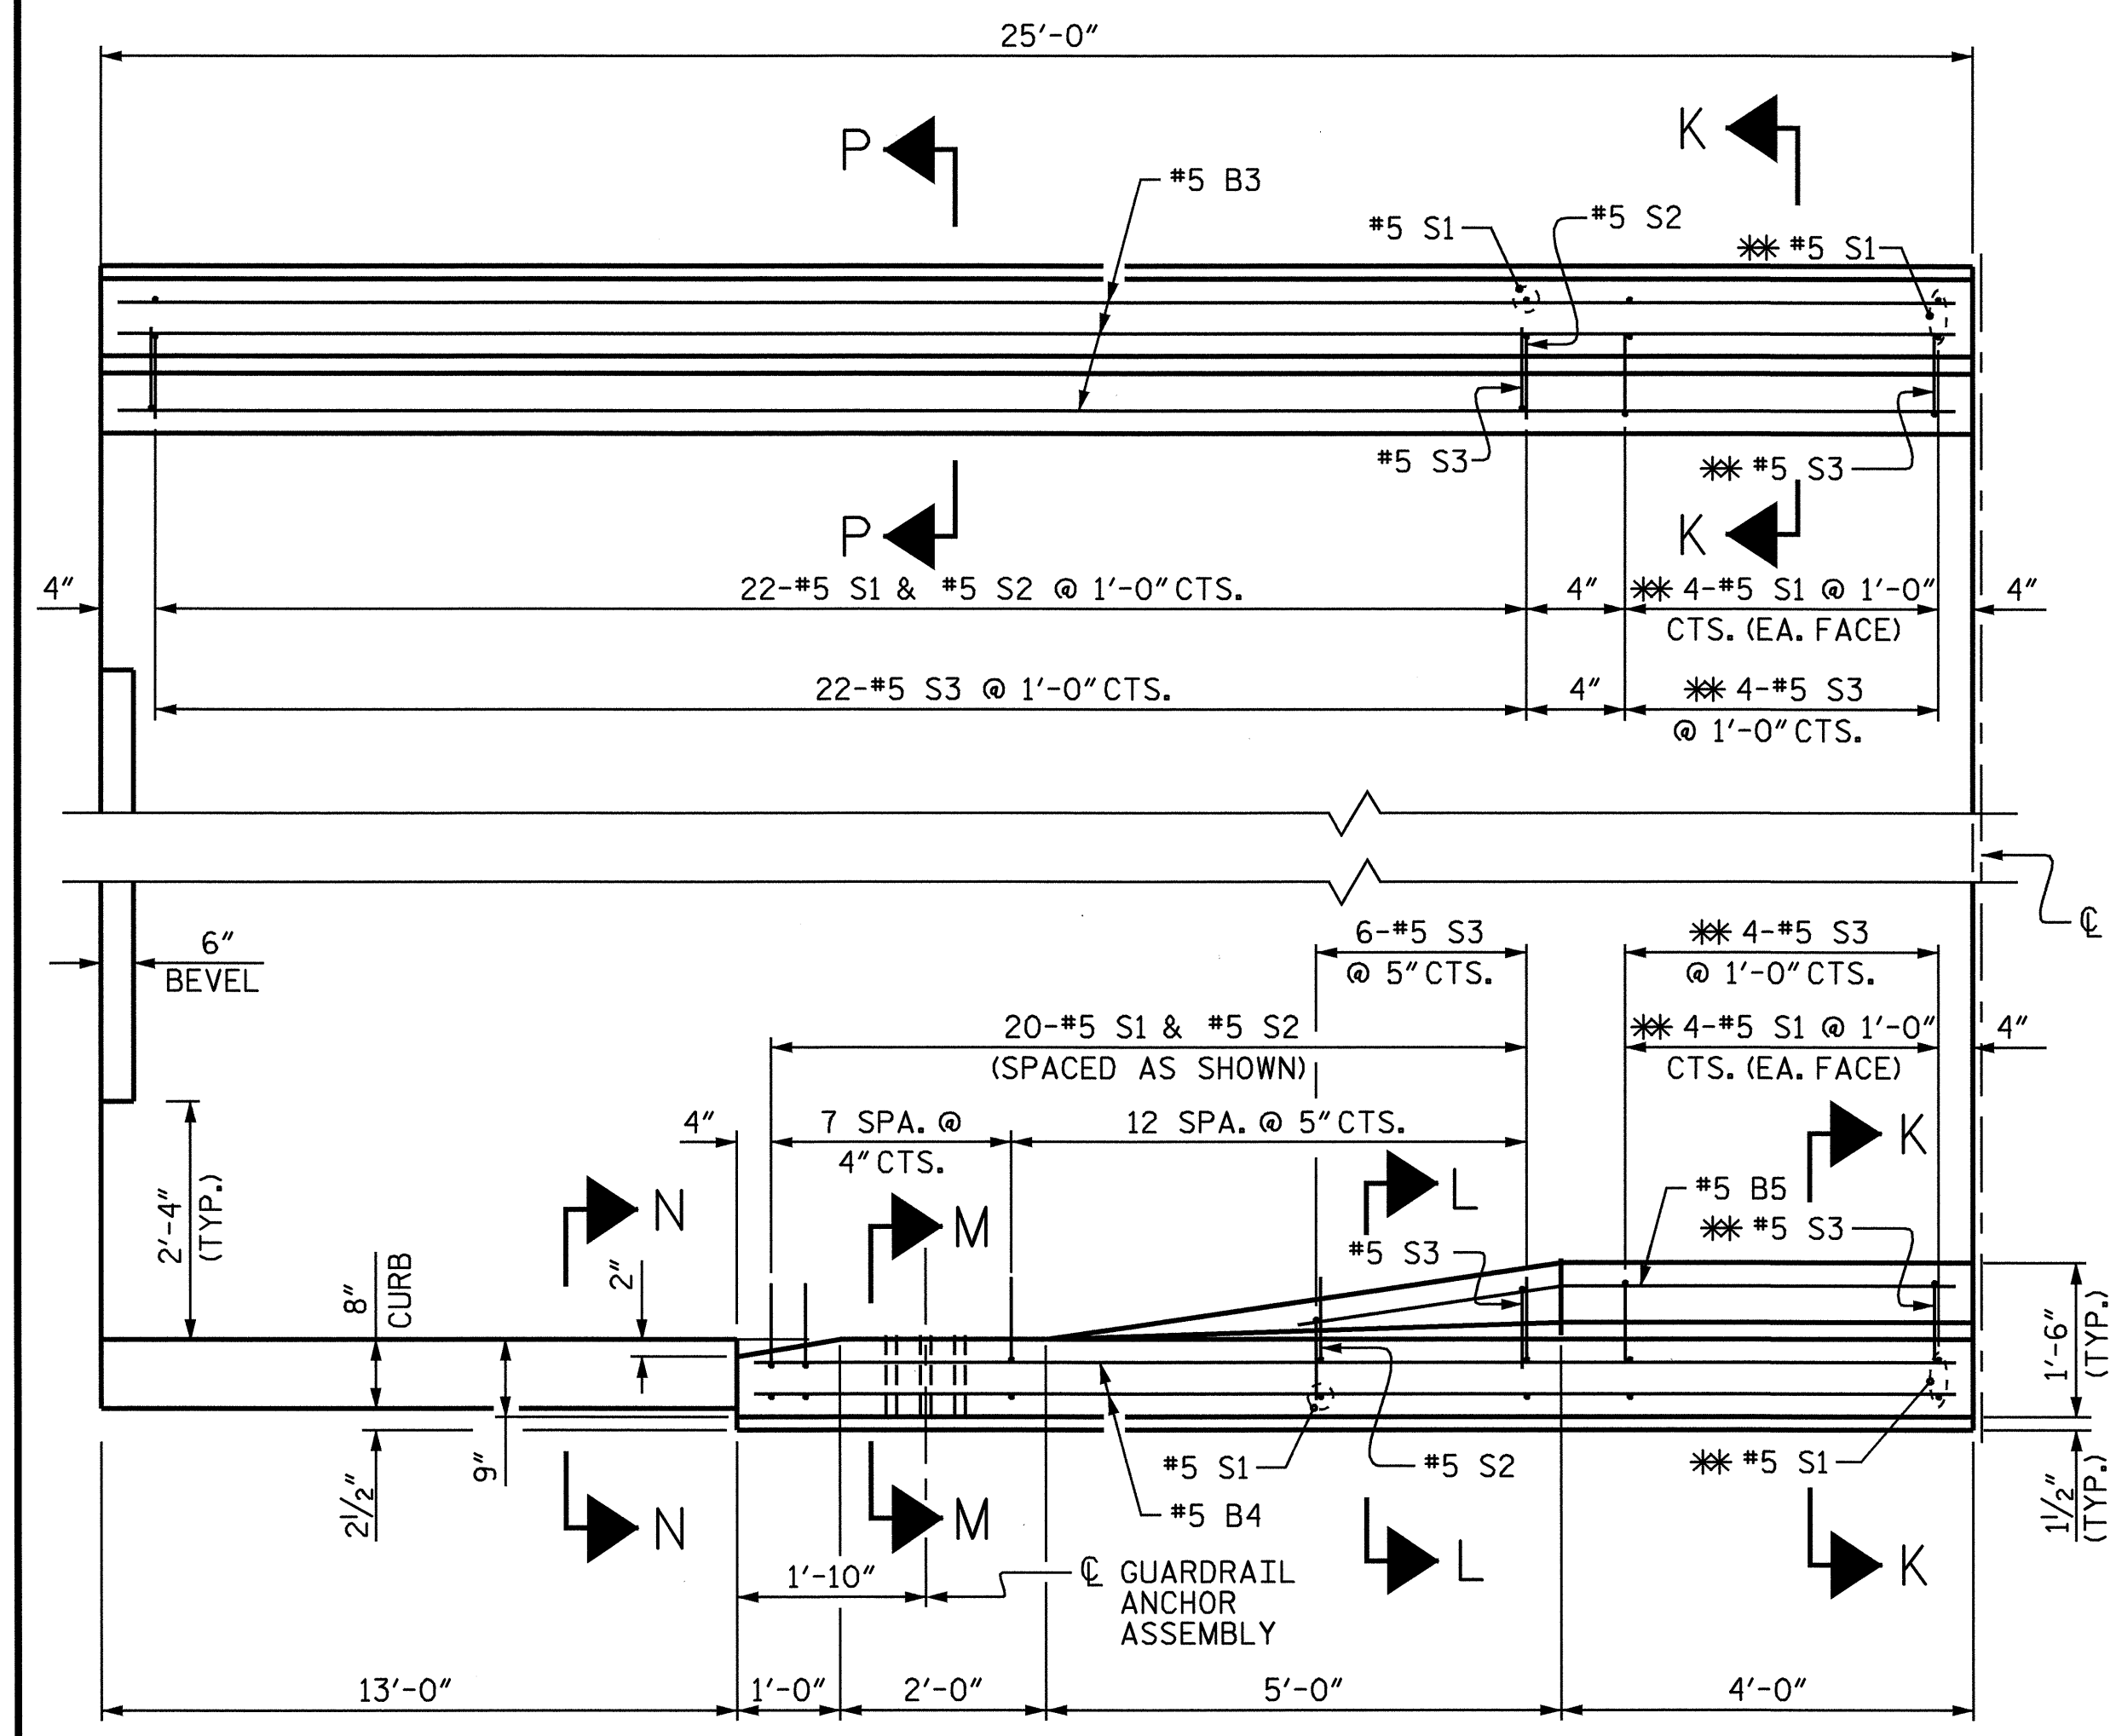 25'-0"
P
K
#5 B3
#5 S1
#5 S2
** #5 S1
#5 S3
** #5 S3
P
K
4"
22-#5 S1 & #5 S2 @ 1'-0" CTS.
4"
** 4-#5 S1 @ 1'-0"
CTS. (EA. FACE)
4"
22-#5 S3 @ 1'-0" CTS.
4"
** 4-#5 S3
@ 1'-0" CTS.
℄
6"
BEVEL
6-#5 S3
@ 5" CTS.
** 4-#5 S3
@ 1'-0" CTS.
20-#5 S1 & #5 S2
(SPACED AS SHOWN)
** 4-#5 S1 @ 1'-0"
CTS. (EA. FACE)
4"
4"
7 SPA. @
4" CTS.
12 SPA. @ 5" CTS.
K
L
N
M
2'-4"
(TYP.)
#5 B5
** #5 S3
#5 S3
8"
CURB
2"
1'-6"
(TYP.)
2½"
9"
#5 S1
#5 S2
** #5 S1
1½"
(TYP.)
#5 B4
N
M
L
K
1'-10"
℄ GUARDRAIL
ANCHOR
ASSEMBLY
13'-0"
1'-0"
2'-0"
5'-0"
4'-0"